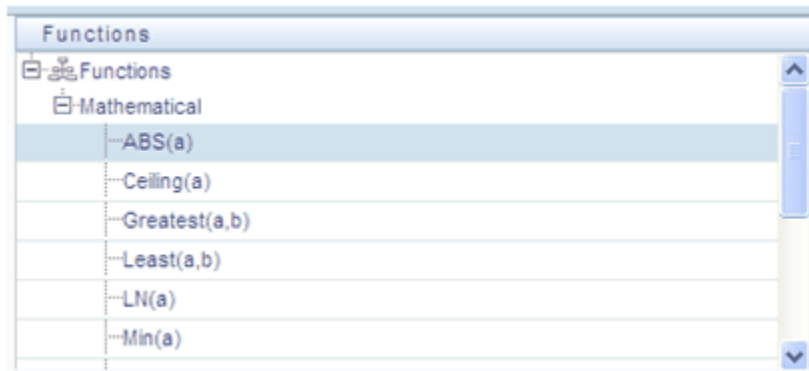 Functions
Functions
Mathematical
ABS(a)
Ceiling(a)
Greatest(a,b)
Least(a,b)
LN(a)
Min(a)